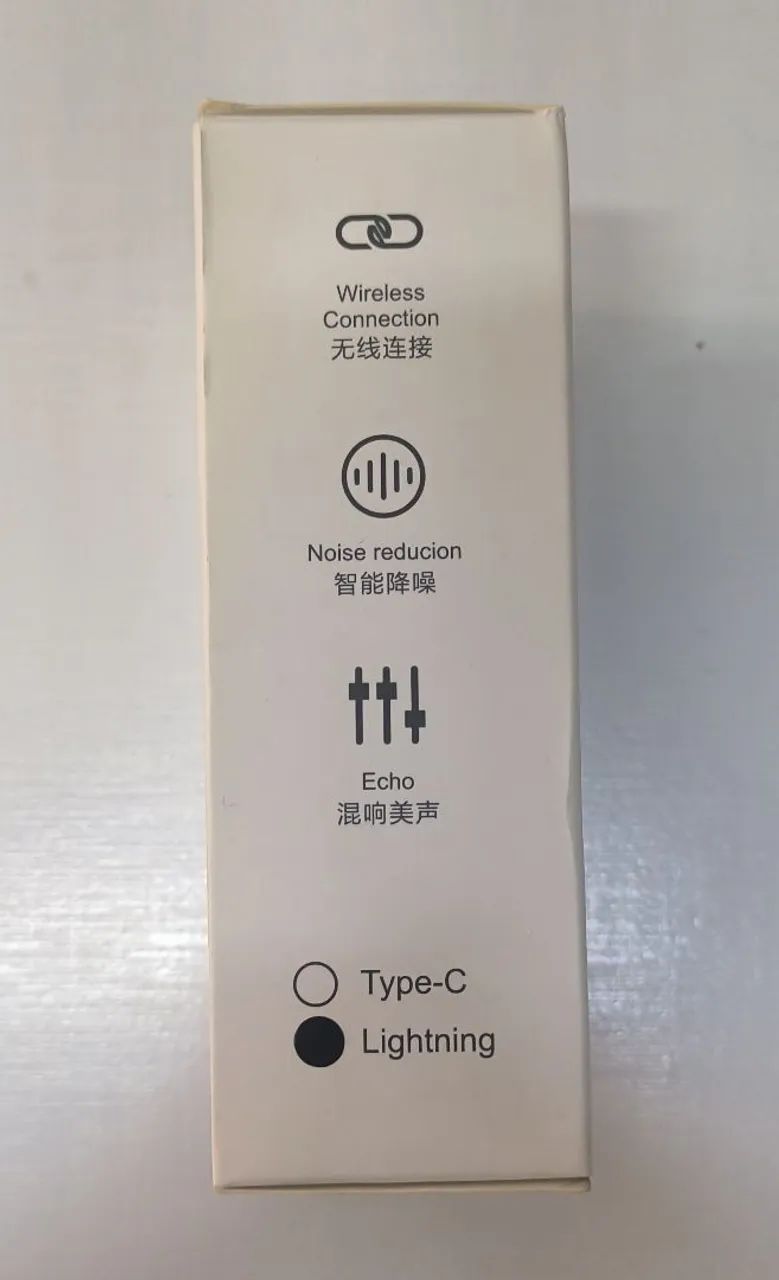 Wireless
Connection
无线连接
Noise reducion
智能降噪
Echo
混响美声
Type-C
Lightning